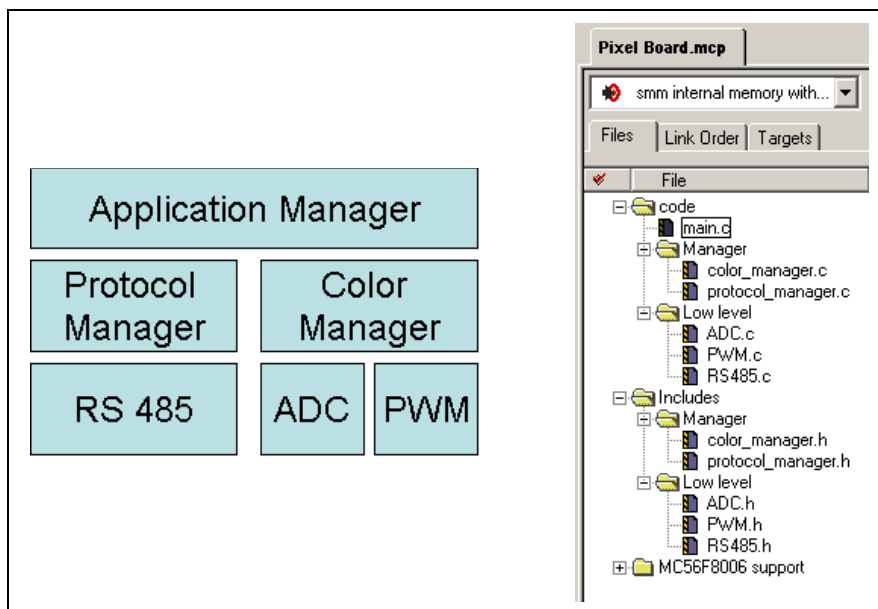 Application Manager
Protocol
Manager
Color
Manager
RS 485
ADC
PWM
Pixel Board.mcp
smm internal memory with...
Files
Link Order
Targets
File
code
main.c
Manager
color_manager.c
protocol_manager.c
Low level
ADC.c
PWM.c
RS485.c
Includes
Manager
color_manager.h
protocol_manager.h
Low level
ADC.h
PWM.h
RS485.h
MC56F8006 support